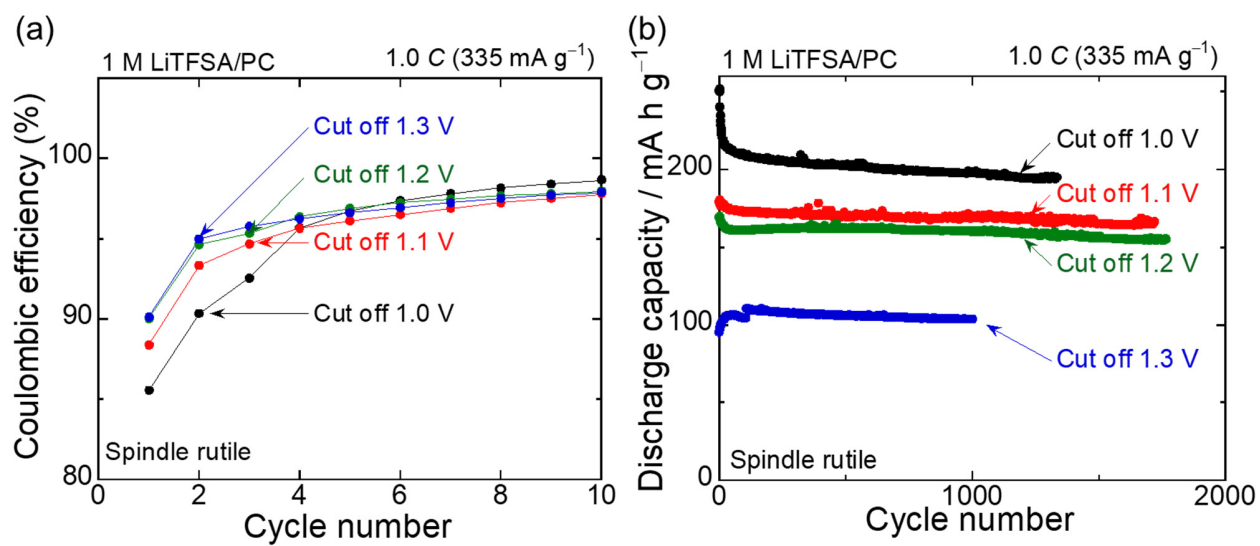 (a)
1 M LiTFSA/PC
1.0 C (335 mA g⁻¹)
Coulombic efficiency (%)
100
90
80
Cut off 1.3 V
Cut off 1.2 V
Cut off 1.1 V
Cut off 1.0 V
Spindle rutile
0 2 4 6 8 10
Cycle number
(b)
1 M LiTFSA/PC
1.0 C (335 mA g⁻¹)
Discharge capacity / mA h g⁻¹
200
100
0
Cut off 1.0 V
Cut off 1.1 V
Cut off 1.2 V
Cut off 1.3 V
Spindle rutile
0 1000 2000
Cycle number